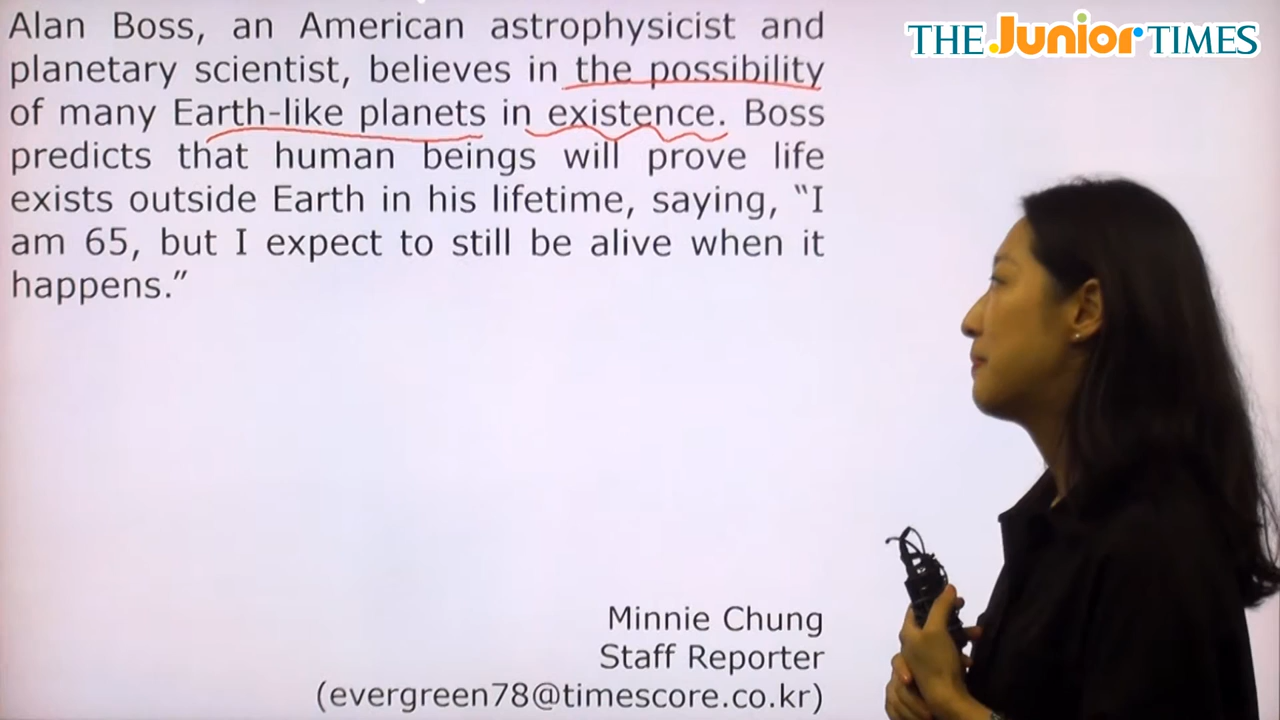 THE Junior TIMES
Alan Boss, an American astrophysicist and
planetary scientist, believes in the possibility
of many Earth-like planets in existence. Boss
predicts that human beings will prove life
exists outside Earth in his lifetime, saying, “I
am 65, but I expect to still be alive when it
happens.”
Minnie Chung
Staff Reporter
(evergreen78@timescore.co.kr)